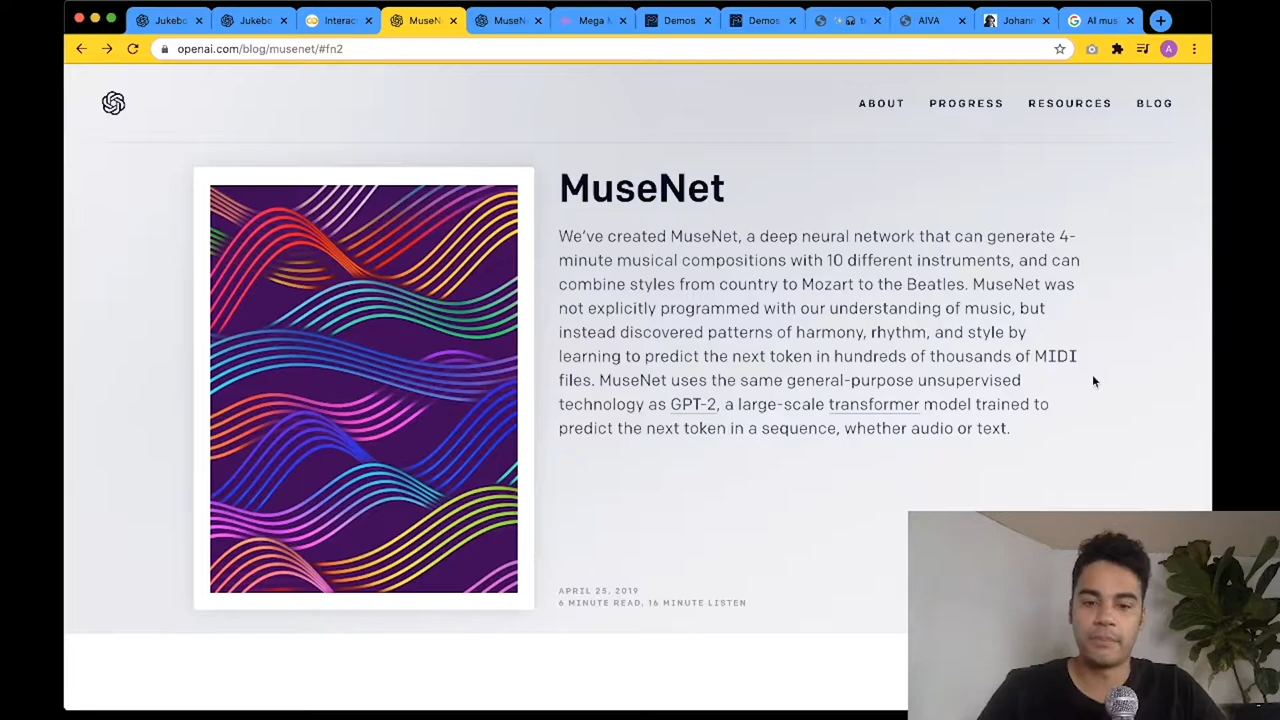 Jukebo
Jukebo
Interac
MuseN
MuseN
Mega M
Demos
Demos
AIVA
Johann
AI mus
openai.com/blog/musenet/#fn2
A
ABOUT PROGRESS RESOURCES BLOG
MuseNet
We've created MuseNet, a deep neural network that can generate 4-
minute musical compositions with 10 different instruments, and can
combine styles from country to Mozart to the Beatles. MuseNet was
not explicitly programmed with our understanding of music, but
instead discovered patterns of harmony, rhythm, and style by
learning to predict the next token in hundreds of thousands of MIDI
files. MuseNet uses the same general-purpose unsupervised
technology as GPT-2, a large-scale transformer model trained to
predict the next token in a sequence, whether audio or text.
APRIL 25, 2019
6 MINUTE READ, 16 MINUTE LISTEN